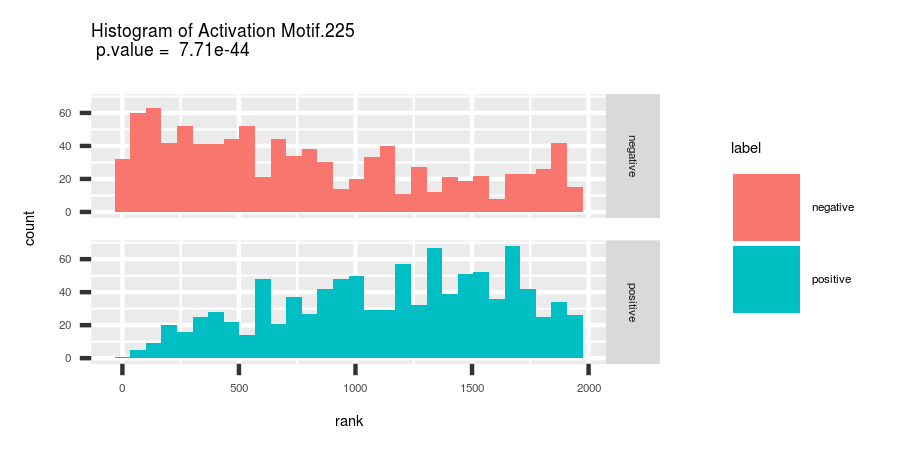 Histogram of Activation Motif.225
p.value = 7.71e-44
count
60
40
20
0
negative
60
40
20
0
positive
0
500
1000
1500
2000
rank
label
negative
positive